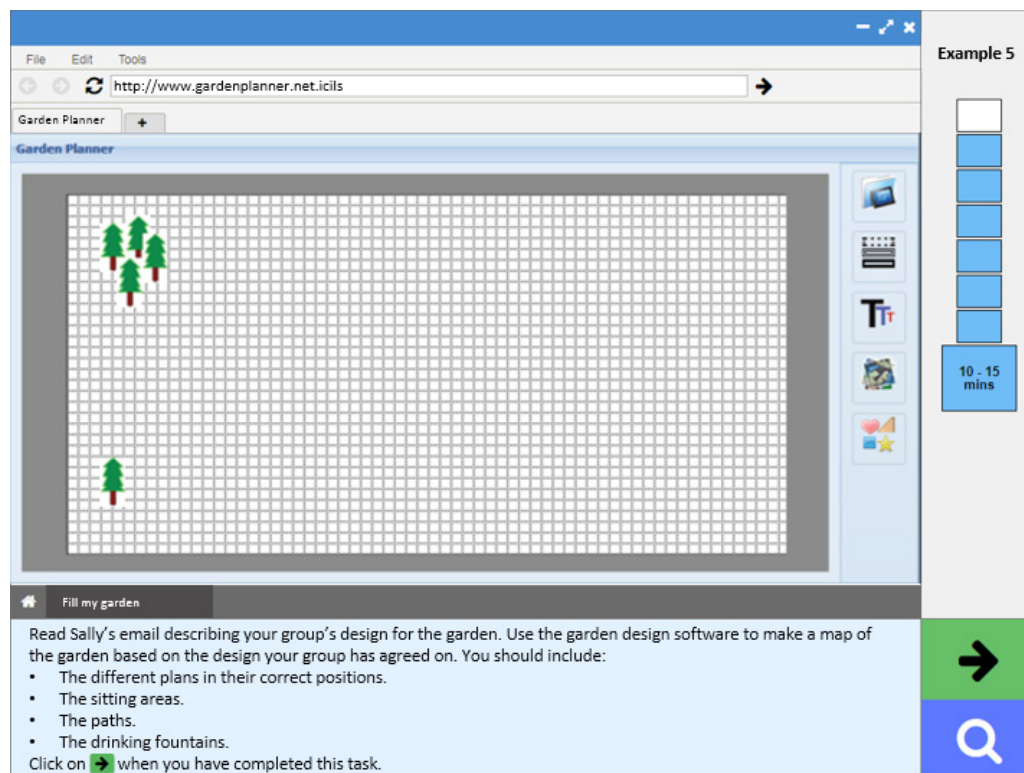 Example 5
File Edit Tools
http://www.gardenplanner.net.icils
Garden Planner +
Garden Planner
TTT
10 - 15
mins
Fill my garden
Read Sally's email describing your group's design for the garden. Use the garden design software to make a map of
the garden based on the design your group has agreed on. You should include:
• The different plans in their correct positions.
• The sitting areas.
• The paths.
• The drinking fountains.
Click on → when you have completed this task.